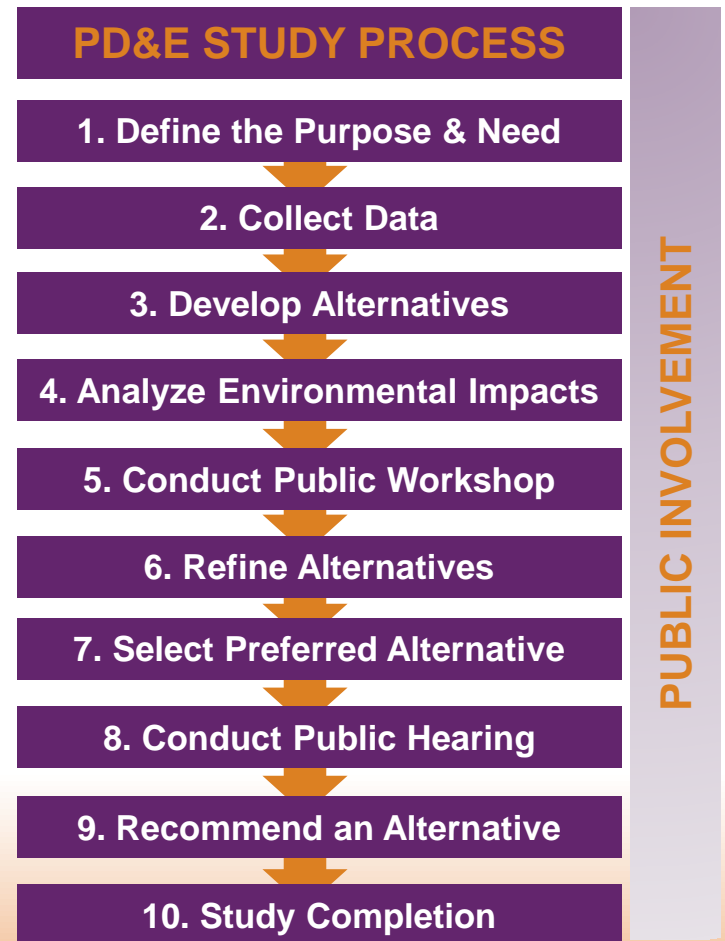 PD&E STUDY PROCESS
1. Define the Purpose & Need
2. Collect Data
3. Develop Alternatives
4. Analyze Environmental Impacts
5. Conduct Public Workshop
6. Refine Alternatives
7. Select Preferred Alternative
8. Conduct Public Hearing
9. Recommend an Alternative
10. Study Completion
PUBLIC INVOLVEMENT